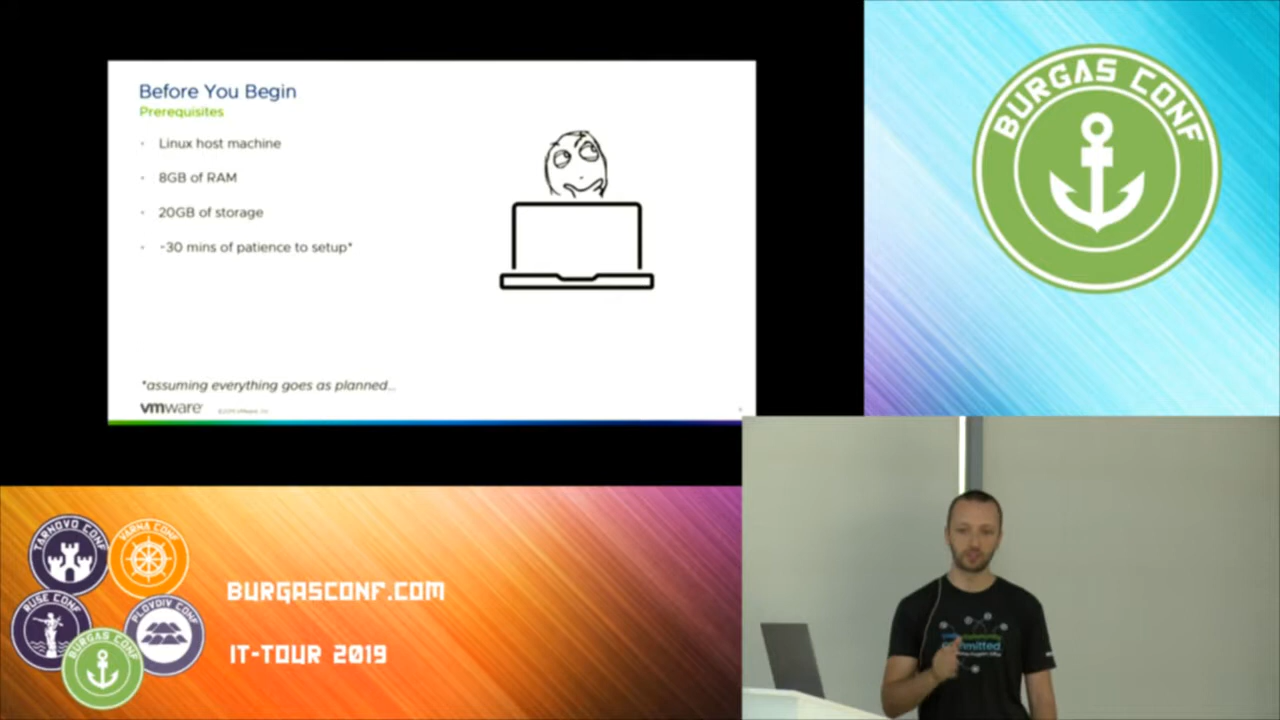 Before You Begin
Prerequisites
Linux host machine
8GB of RAM
20GB of storage
~30 mins of patience to setup*
*assuming everything goes as planned...
vmware
BURGAS CONF
TARNOVO CONF
VARNA CONF
RUSE CONF
PLOVDIV CONF
BURGAS CONF
BURGASCONF.COM
IT-TOUR 2019